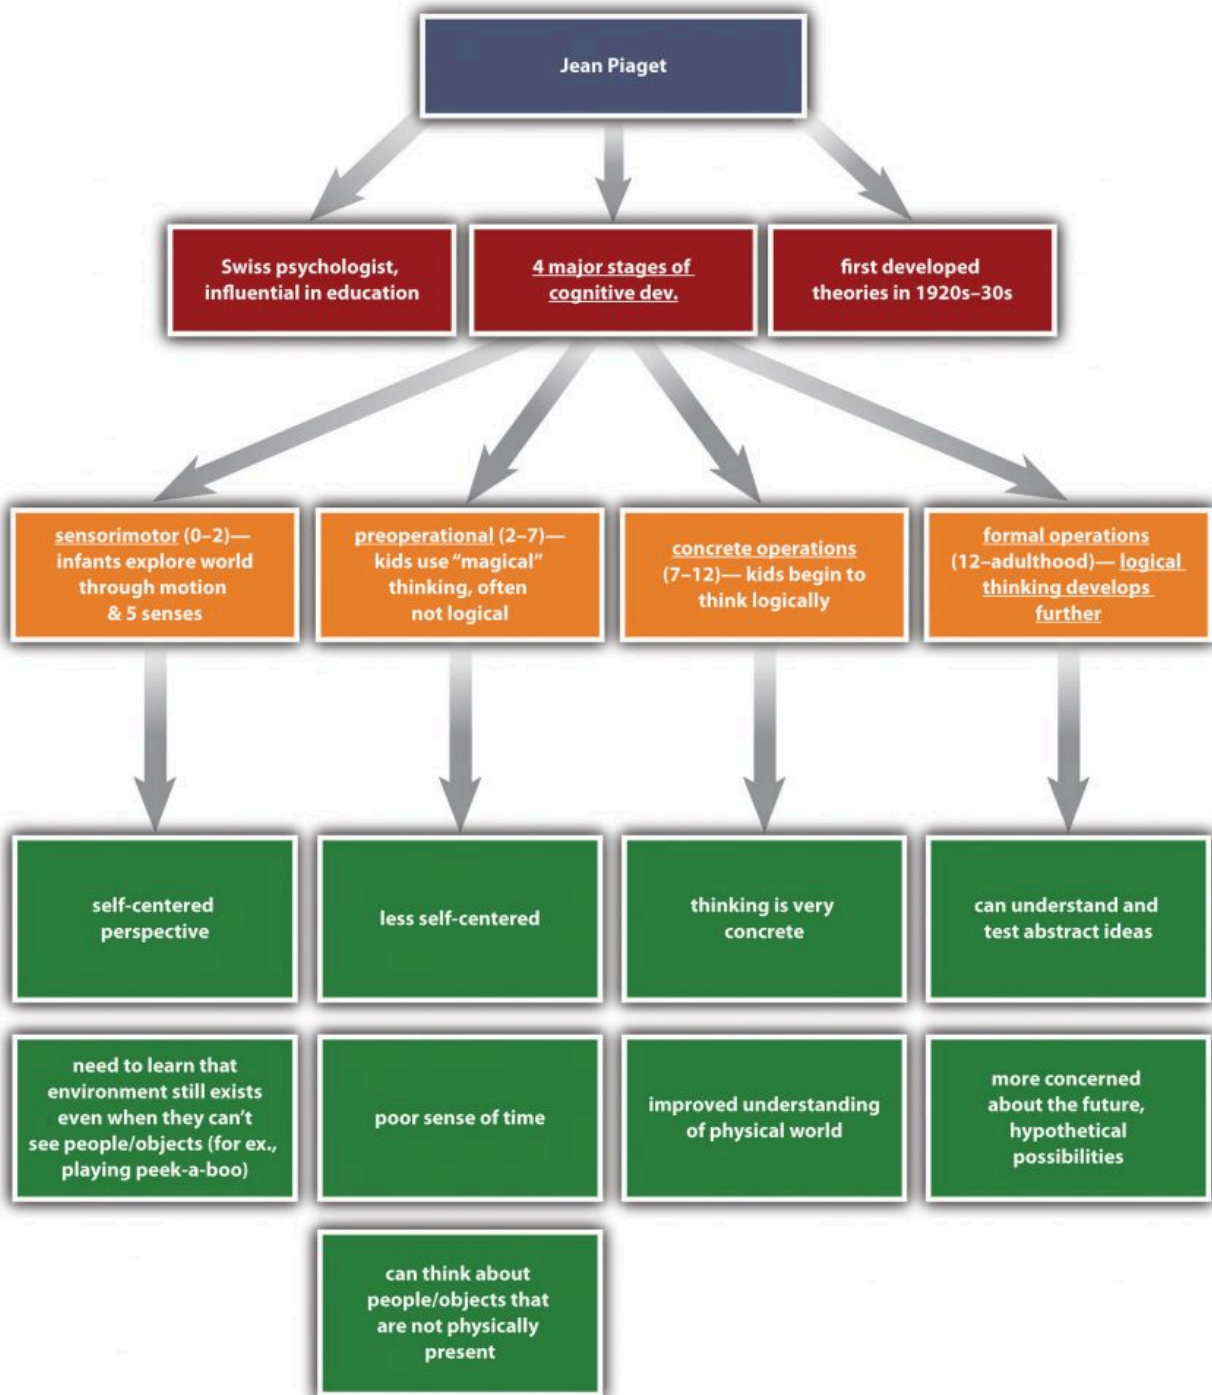 Jean Piaget
Swiss psychologist,
influential in education
4 major stages of
cognitive dev.
first developed
theories in 1920s–30s
sensorimotor (0–2)—
infants explore world
through motion
& 5 senses
preoperational (2–7)—
kids use “magical”
thinking, often
not logical
concrete operations
(7–12)— kids begin to
think logically
formal operations
(12–adulthood)— logical
thinking develops
further
self-centered
perspective
less self-centered
thinking is very
concrete
can understand and
test abstract ideas
need to learn that
environment still exists
even when they can’t
see people/objects (for ex.,
playing peek-a-boo)
poor sense of time
improved understanding
of physical world
more concerned
about the future,
hypothetical
possibilities
can think about
people/objects that
are not physically
present